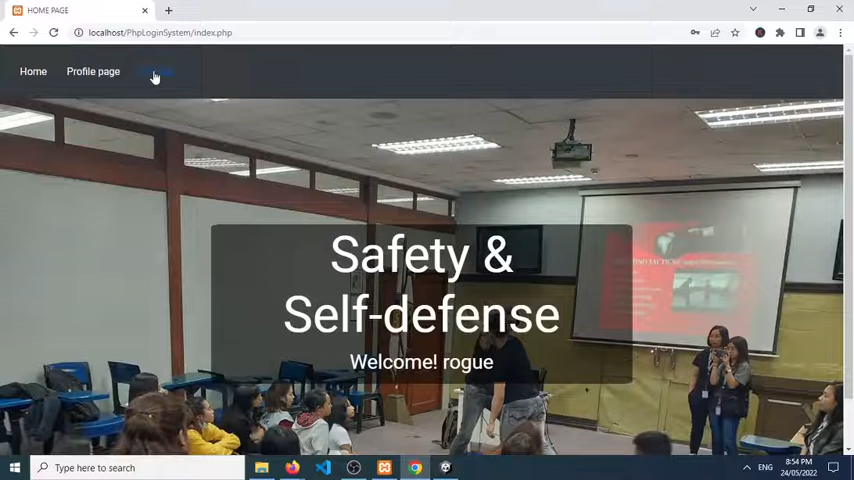 HOME PAGE
localhost/PhpLoginSystem/index.php
Home
Profile page
Safety &
Self-defense
Welcome! rogue
Type here to search
ENG
8:54 PM
24/05/2022